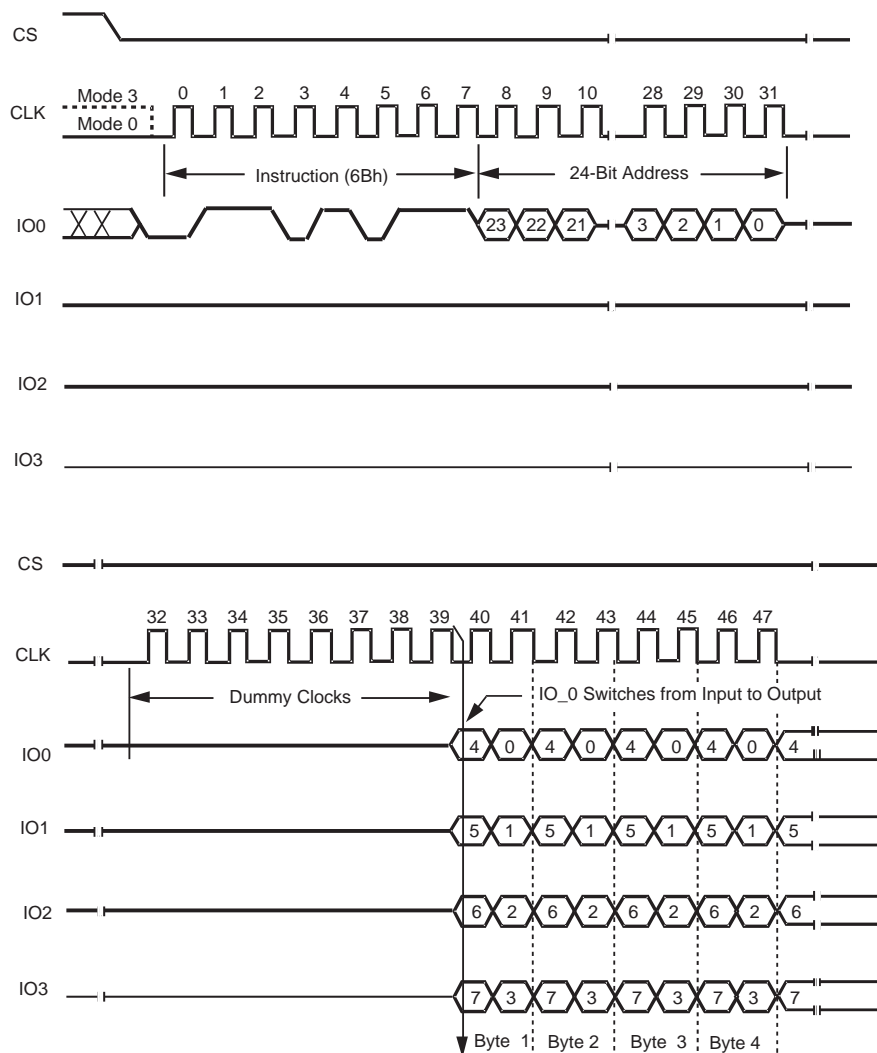 CS
0 1 2 3 4 5 6 7 8 9 10 28 29 30 31
Mode 3
CLK
Mode 0
Instruction (6Bh) 24-Bit Address
IO0 23 22 21 3 2 1 0
IO1
IO2
IO3
CS
32 33 34 35 36 37 38 39 40 41 42 43 44 45 46 47
CLK
Dummy Clocks IO_0 Switches from Input to Output
IO0 4 0 4 0 4 0 4 0 4
IO1 5 1 5 1 5 1 5 1 5
IO2 6 2 6 2 6 2 6 2 6
IO3 7 3 7 3 7 3 7 3 7
Byte 1 Byte 2 Byte 3 Byte 4